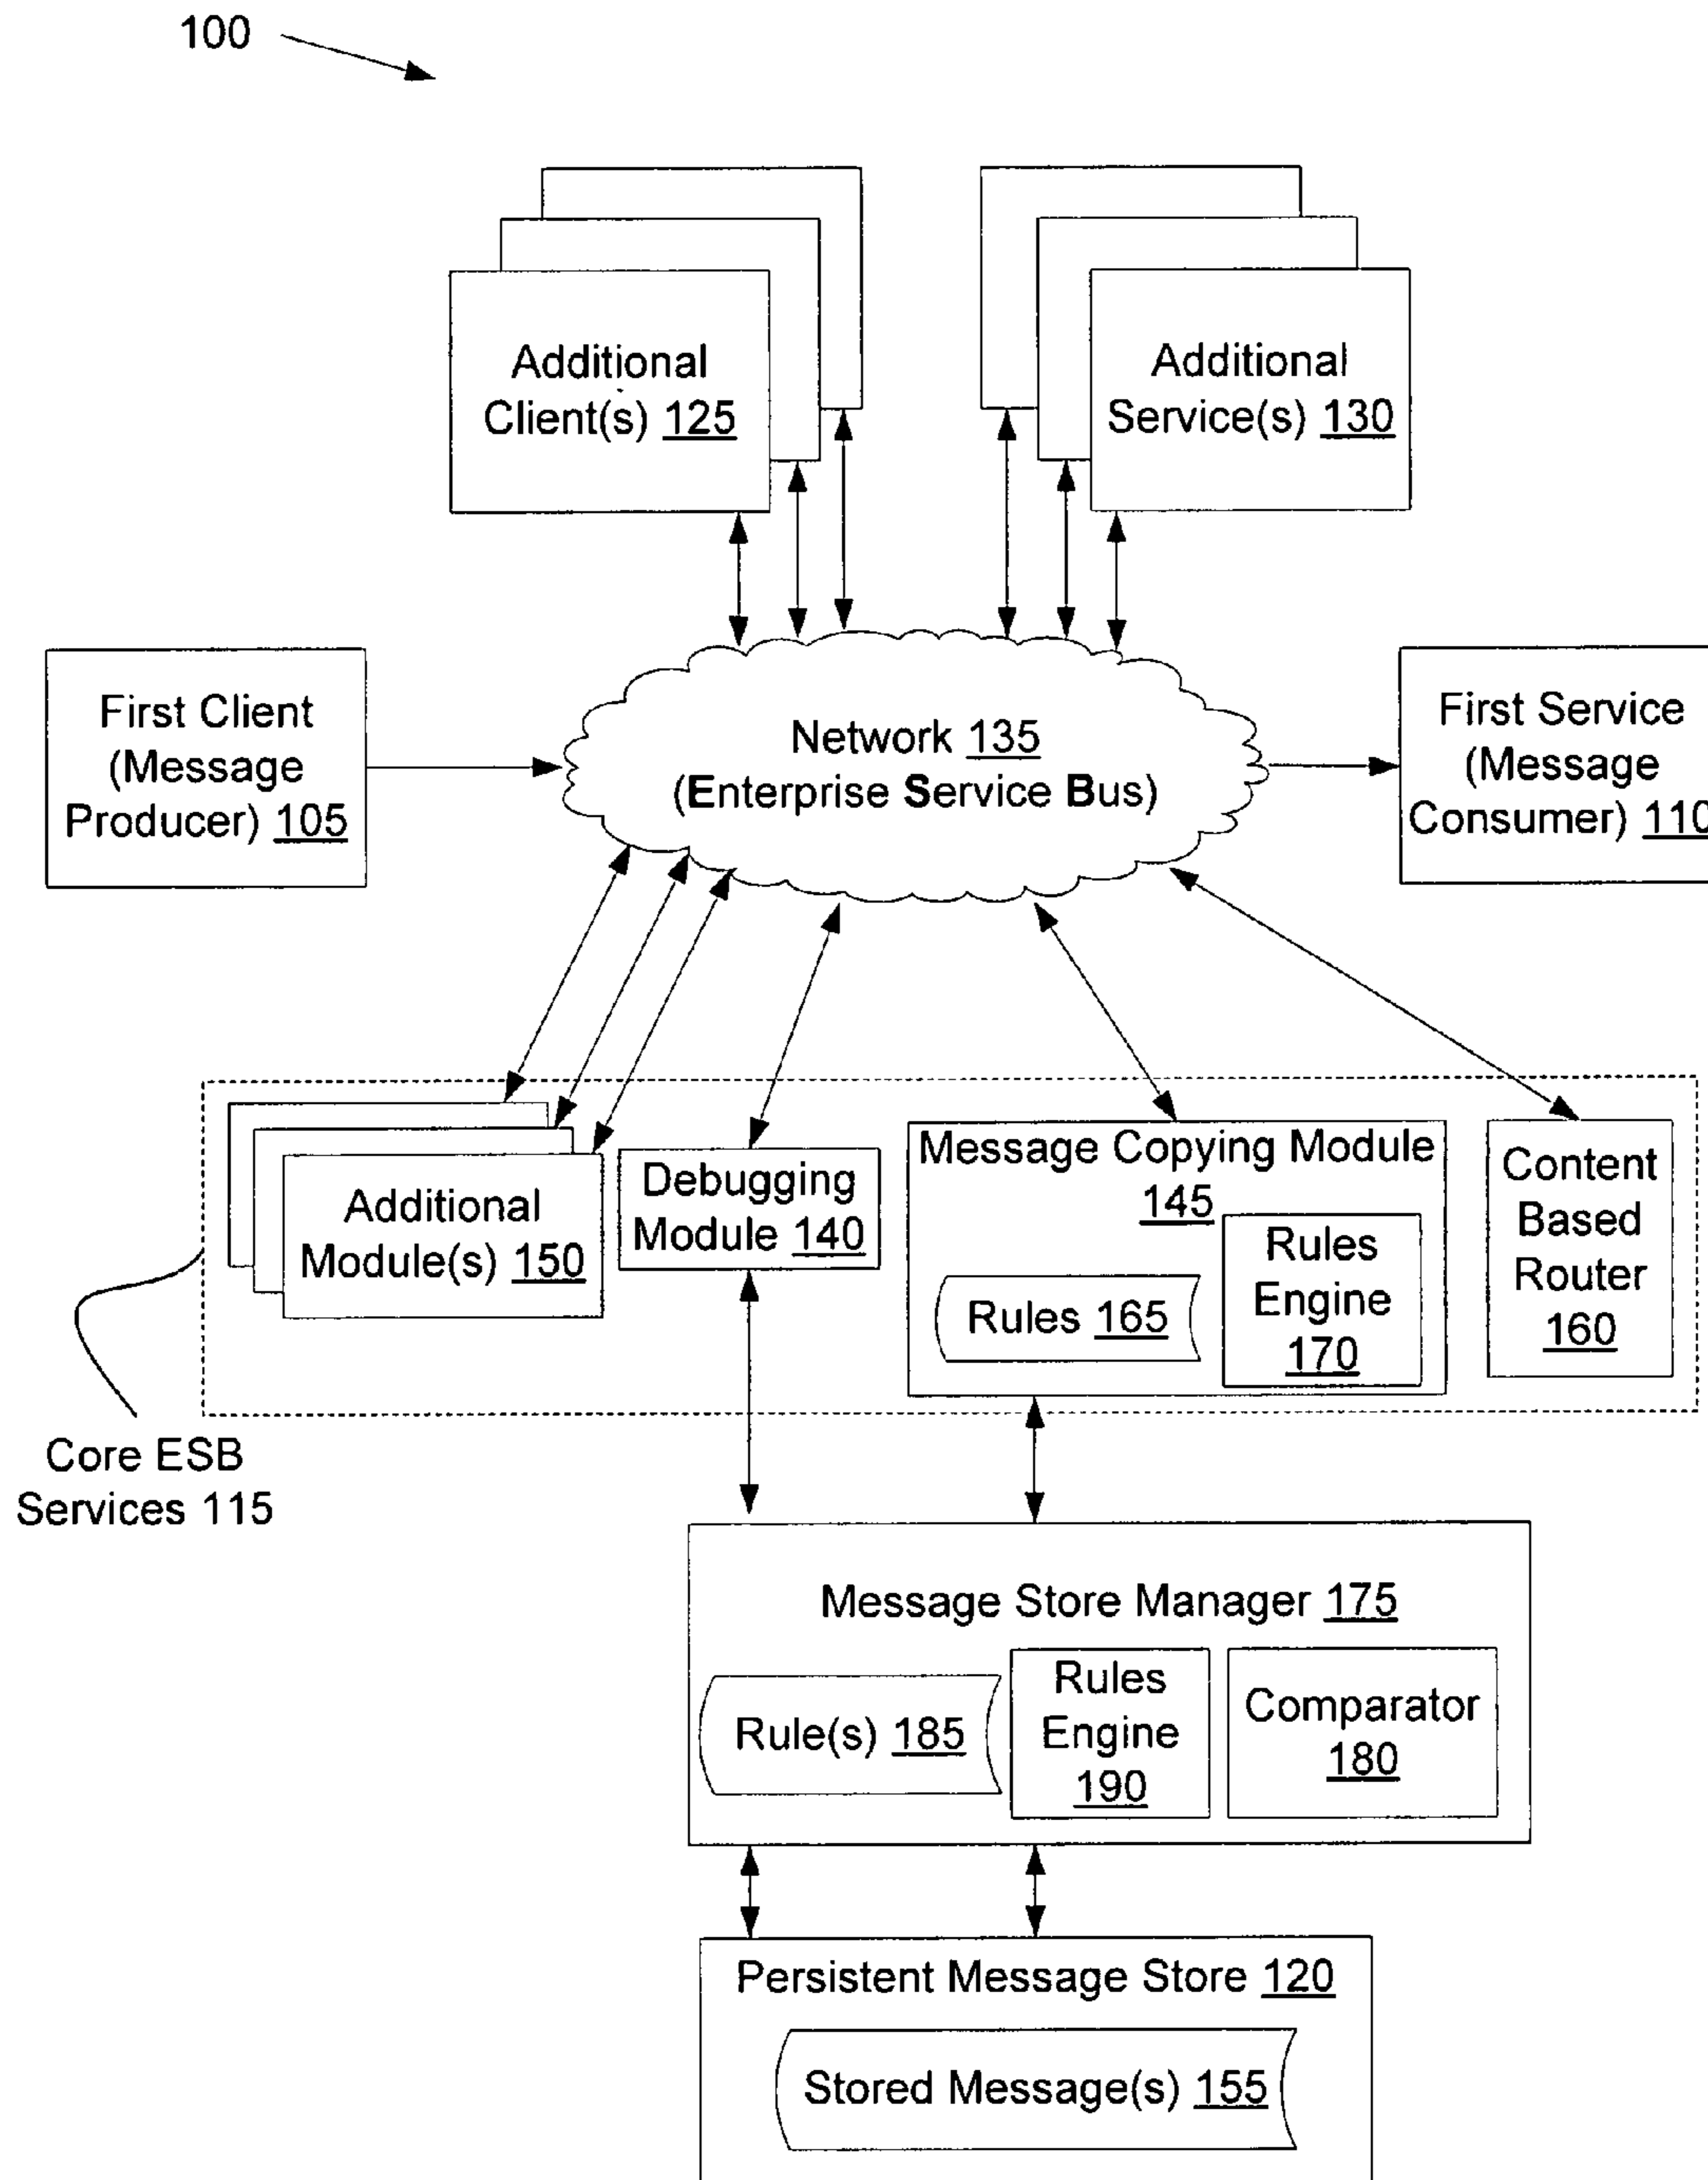 100
Additional
Client(s) 125
Additional
Service(s) 130
First Client
(Message
Producer) 105
Network 135
(Enterprise Service Bus)
First Service
(Message
Consumer) 110
Additional
Module(s) 150
Debugging
Module 140
Message Copying Module
145
Rules 165
Rules
Engine
170
Content
Based
Router
160
Core ESB
Services 115
Message Store Manager 175
Rule(s) 185
Rules
Engine
190
Comparator
180
Persistent Message Store 120
Stored Message(s) 155